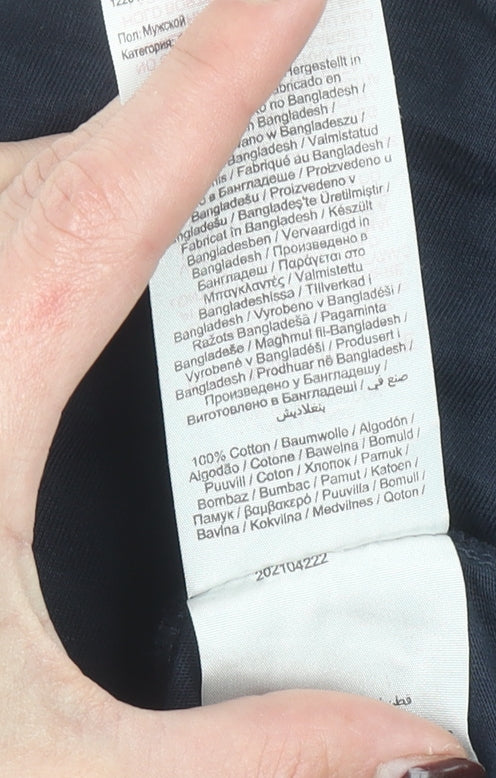 Пол: Мужской
Категория:
Hergestellt in
no Bangladesh /
Bangladesh /
w Bangladeszu /
Bangladesh / Valmistatud
/ Fabriqué au Bangladesh /
в Бангладеше / Proizvedeno u
Bangladešu / Proizvedeno v
/ Bangladeş'te Üretilmiştir /
Fabricat în Bangladesh / Készült
Bangladesben / Vervaardigd in
Bangladesh / Произведено в
Бангладеш / Παράγεται στο
Μπαγκλαντές / Valmistettu
Bangladeshissa / Tillverkad i
Bangladesh / Vyrobeno v Bangladéši /
Ražots Bangladešā / Pagaminta
Bangladeše / Magħmul fil-Bangladesh /
Vyrobené v Bangladéši / Produsert i
Bangladesh / Prodhuar në Bangladesh /
Произведено у Бангладешу /
Виготовлено в Бангладеші / صنع في
بنغلاديش
100% Cotton / Baumwolle / Algodón /
Algodão / Cotone / Bawełna / Bomuld /
Puuvill / Coton / Хлопок / Pamuk /
Bombaz / Bumbac / Pamut / Katoen /
Памук / βαμβακερό / Puuvilla / Bomull /
Bavlna / Kokvilna / Medvilnės / Qoton /
202104222
قطن